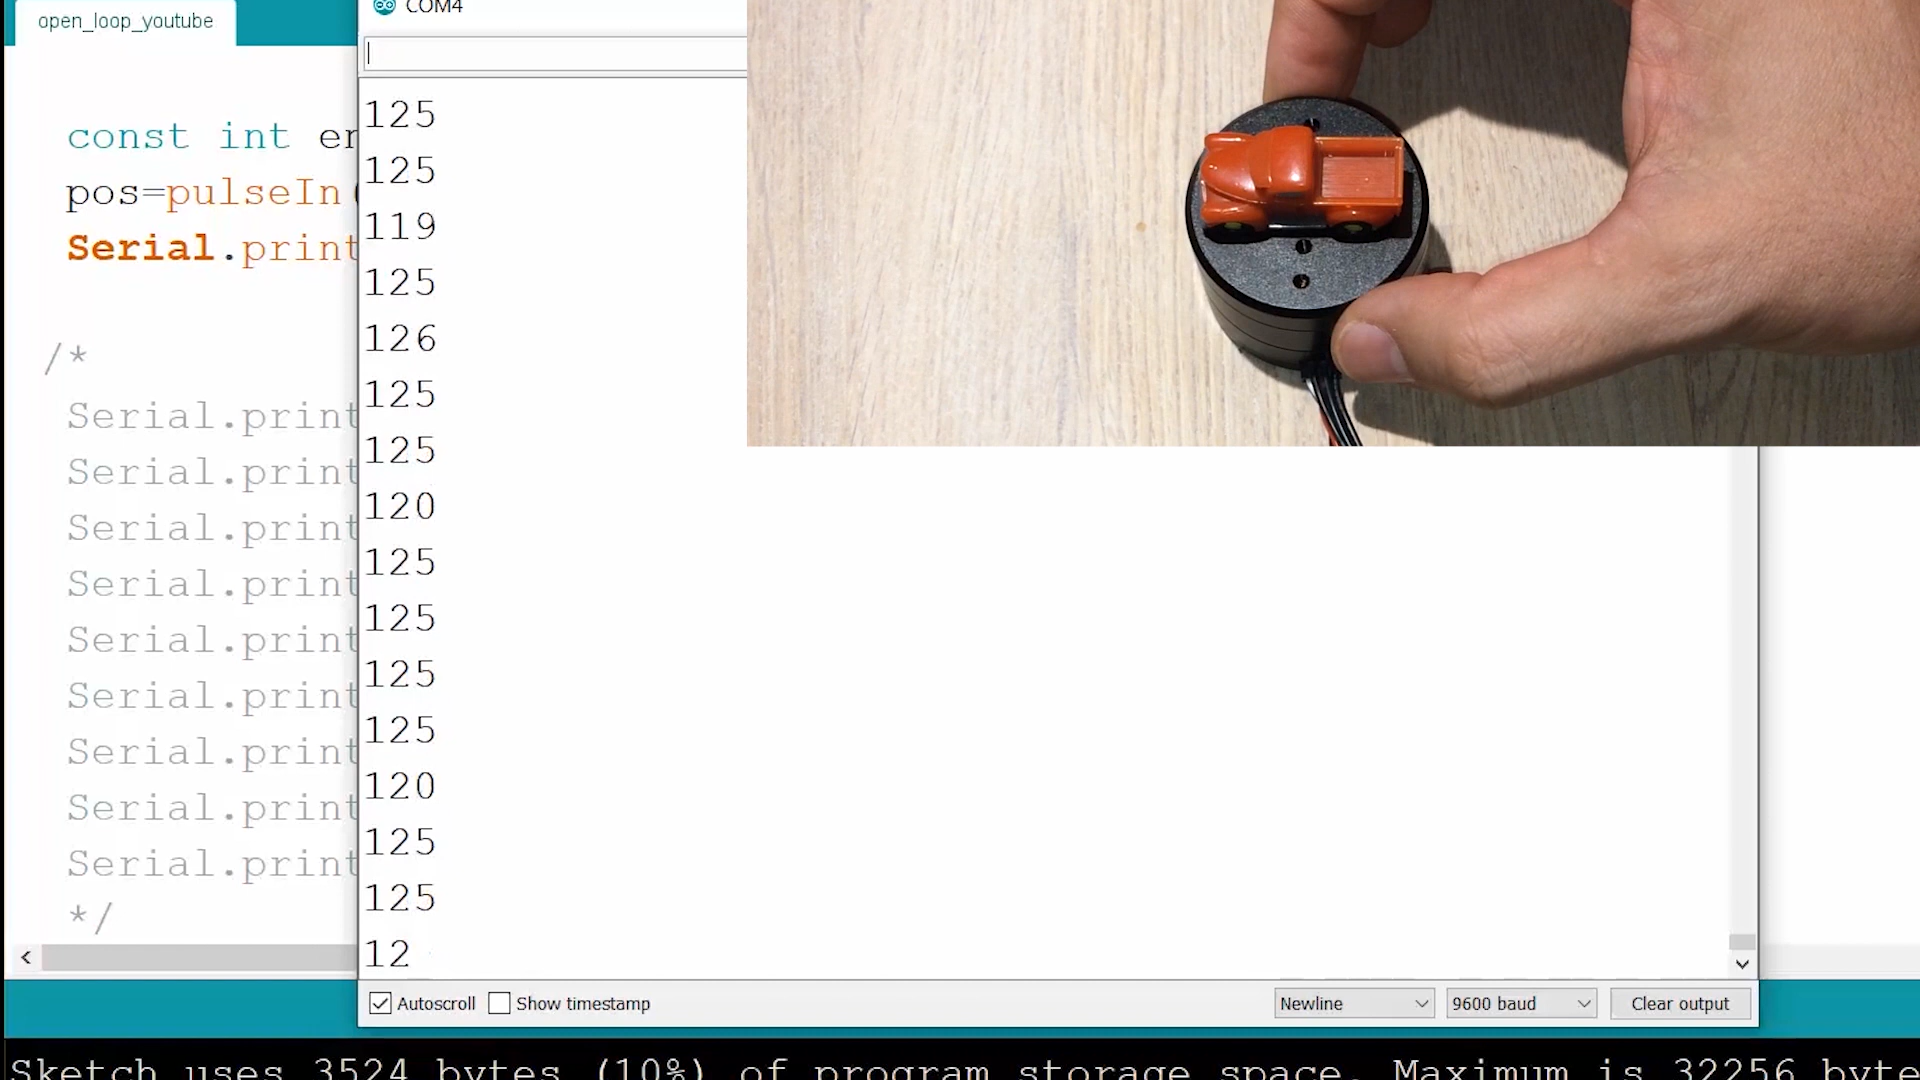 open_loop_youtube
const int
pos=pulseIn
Serial.print
/*
Serial.print
Serial.print
Serial.print
Serial.print
Serial.print
Serial.print
Serial.print
Serial.print
Serial.print
*/
COM4
125
125
119
125
126
125
125
120
125
125
125
125
120
125
125
12
Autoscroll Show timestamp Newline 9600 baud Clear output
Sketch uses 3524 bytes (10%) of program storage space. Maximum is 32256 byte